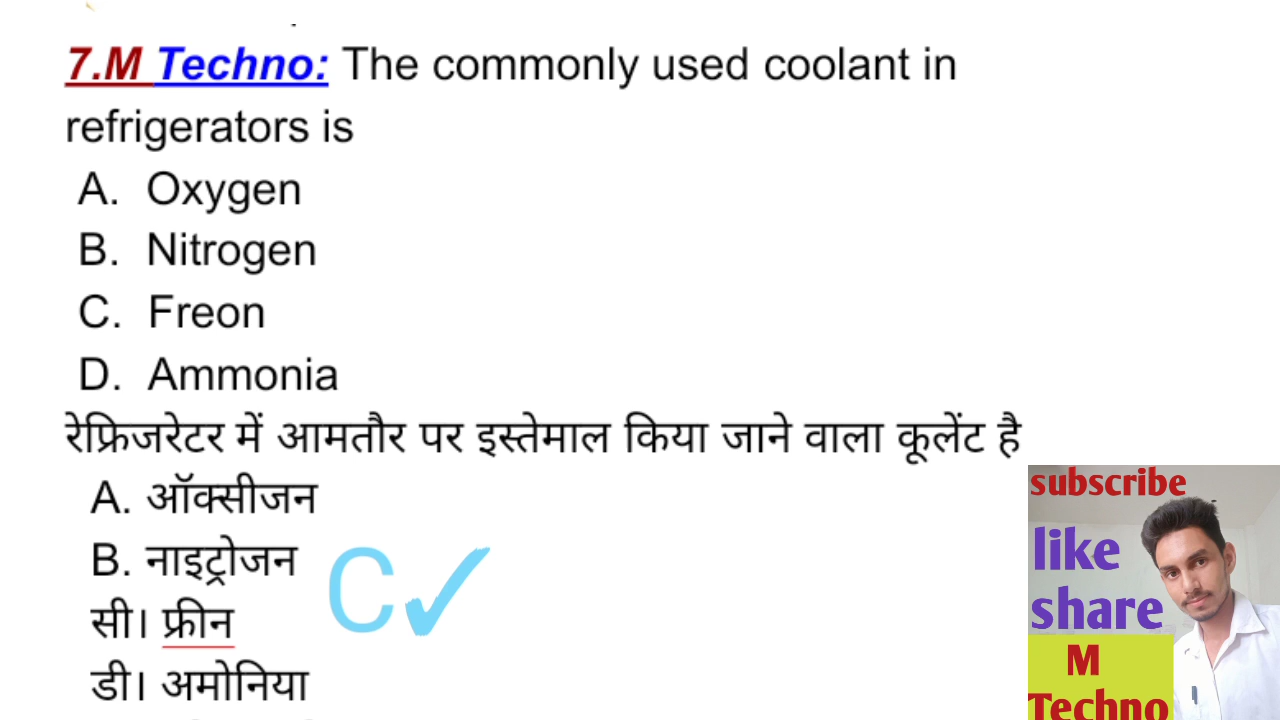 7.M Techno: The commonly used coolant in
refrigerators is
A. Oxygen
B. Nitrogen
C. Freon
D. Ammonia
रेफ्रिजरेटर में आमतौर पर इस्तेमाल किया जाने वाला कूलेंट है
A. ऑक्सीजन
B. नाइट्रोजन
सी। फ्रीन
डी। अमोनिया
C✓
subscribe
like
share
M
Techno